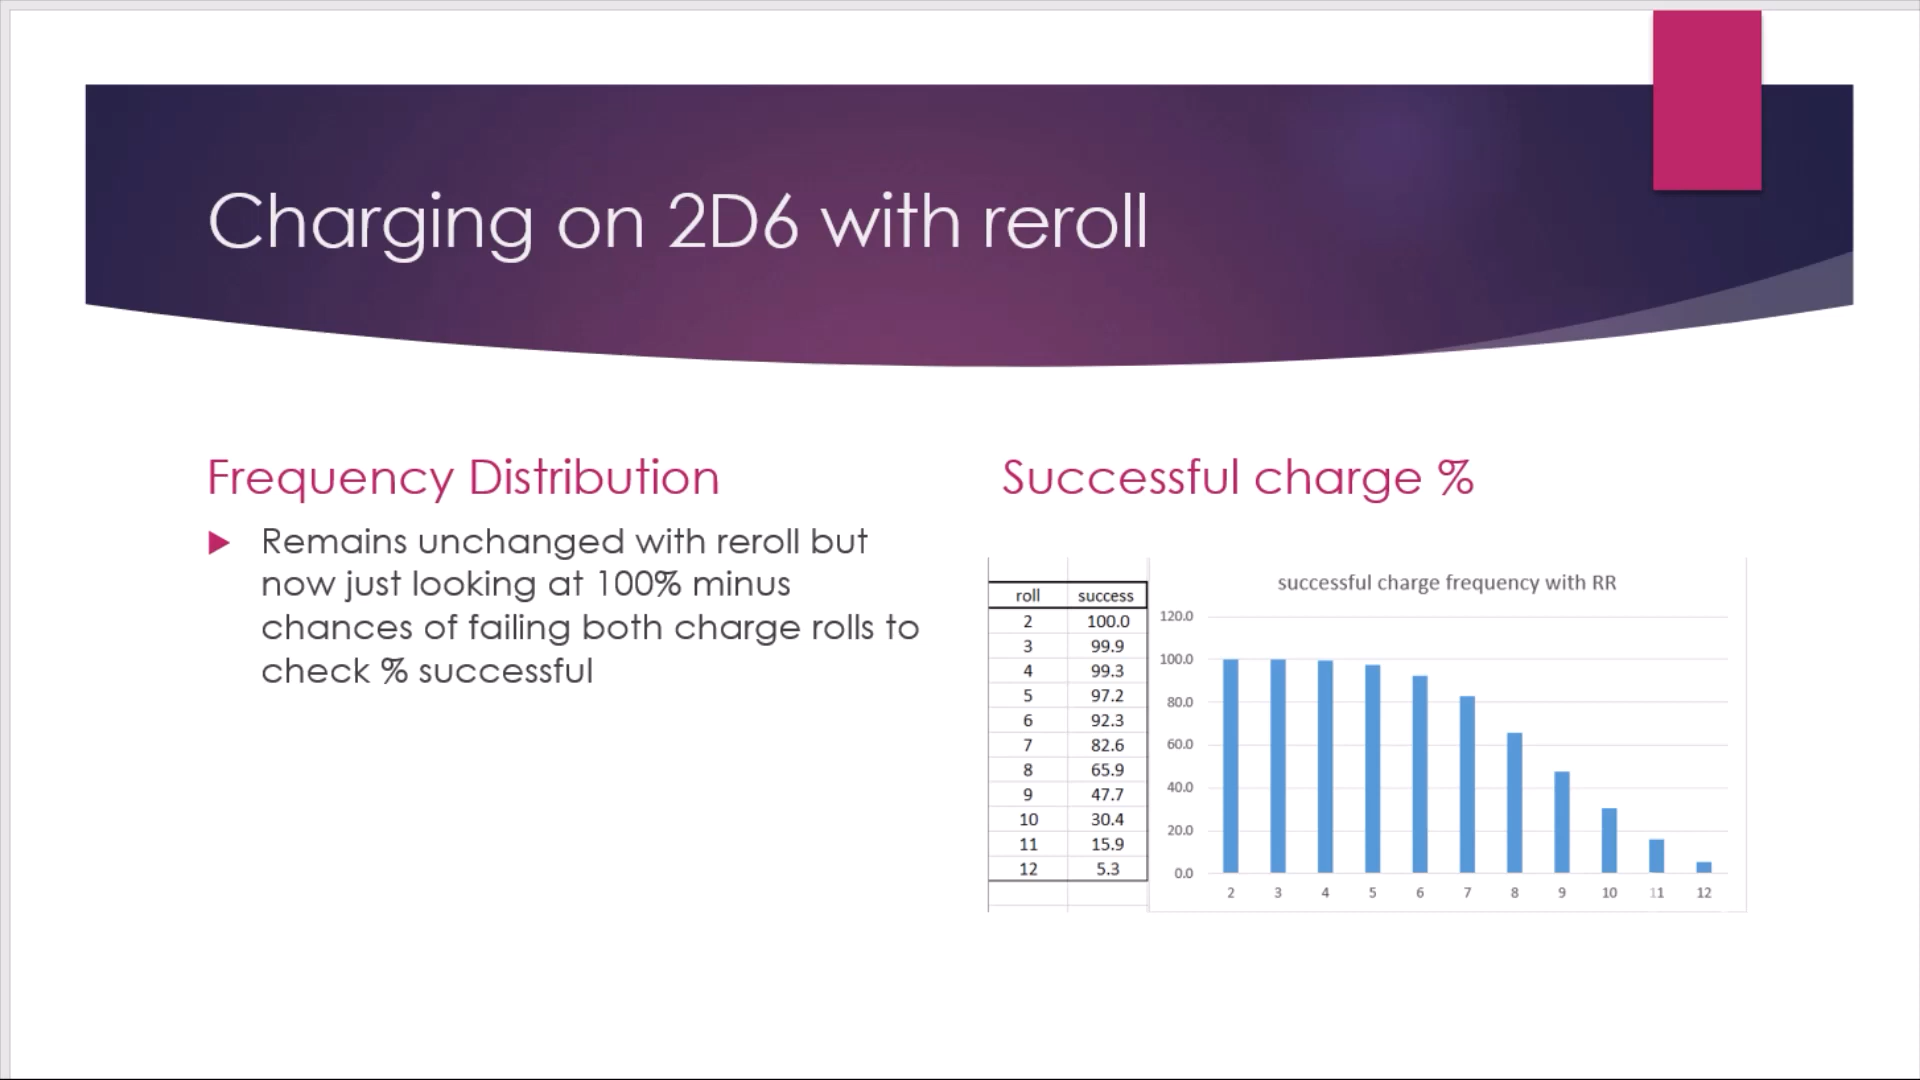 Charging on 2D6 with reroll
Frequency Distribution
Remains unchanged with reroll but
now just looking at 100% minus
chances of failing both charge rolls to
check % successful
Successful charge %
roll success
2 100.0
3 99.9
4 99.3
5 97.2
6 92.3
7 82.6
8 65.9
9 47.7
10 30.4
11 15.9
12 5.3
successful charge frequency with RR
120.0
100.0
80.0
60.0
40.0
20.0
0.0
2 3 4 5 6 7 8 9 10 11 12